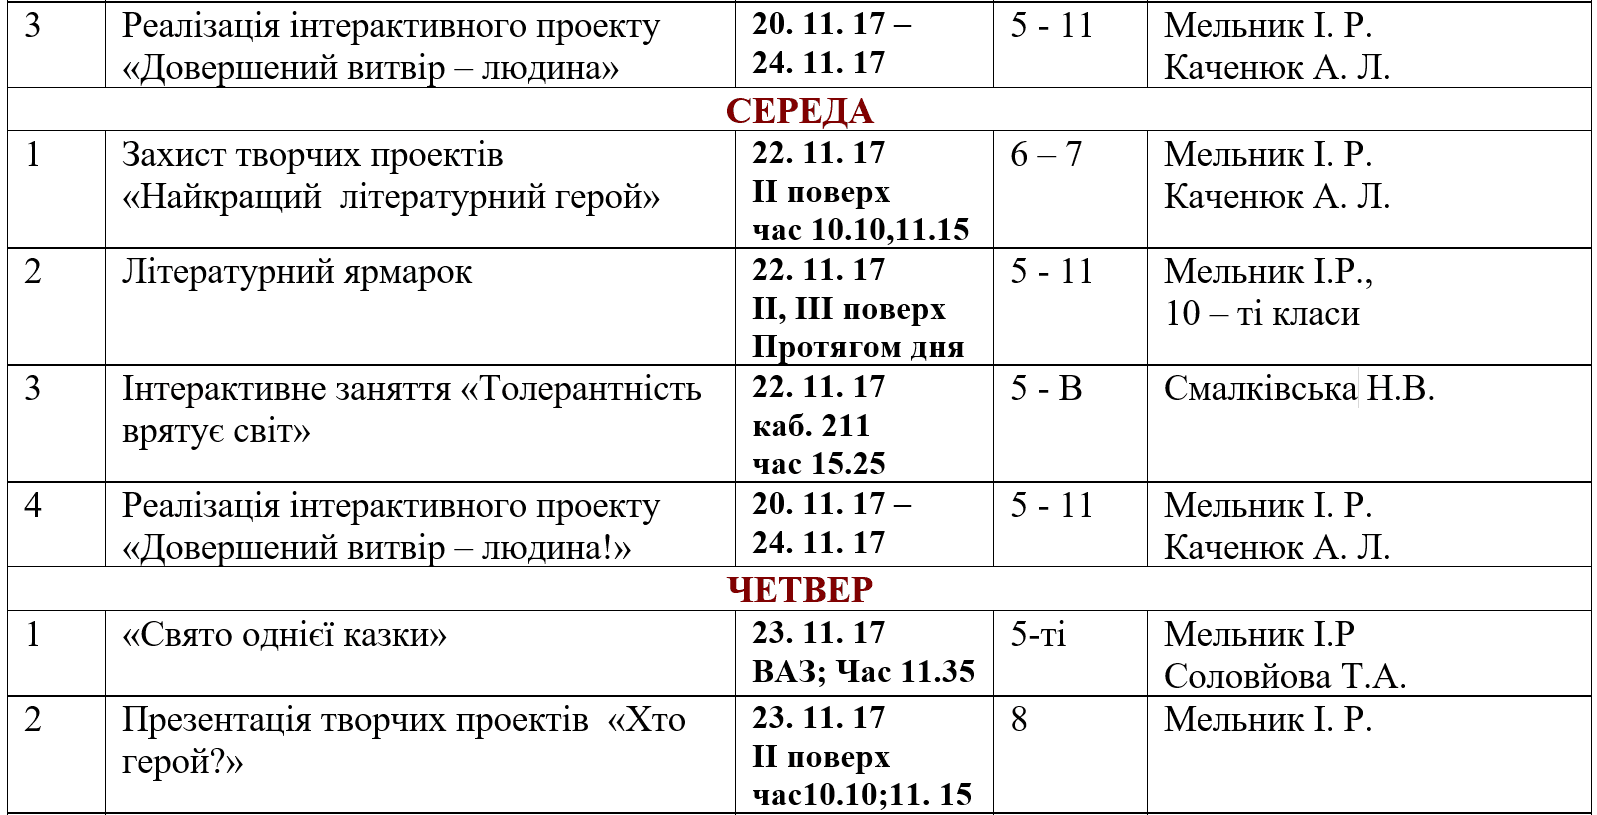 3
Реалізація інтерактивного проекту
«Довершений витвір – людина»
20. 11. 17 –
24. 11. 17
5 - 11
Мельник І. Р.
Каченюк А. Л.
СЕРЕДА
1
Захист творчих проектів
«Найкращий  літературний герой»
22. 11. 17
ІІ поверх
час 10.10,11.15
6 – 7
Мельник І. Р.
Каченюк А. Л.
2
Літературний ярмарок
22. 11. 17
ІІ, ІІІ поверх
Протягом дня
5 - 11
Мельник І.Р.,
10 – ті класи
3
Інтерактивне заняття «Толерантність
врятує світ»
22. 11. 17
каб. 211
час 15.25
5 - В
Смалківська Н.В.
4
Реалізація інтерактивного проекту
«Довершений витвір – людина!»
20. 11. 17 –
24. 11. 17
5 - 11
Мельник І. Р.
Каченюк А. Л.
ЧЕТВЕР
1
«Свято однієї казки»
23. 11. 17
ВАЗ; Час 11.35
5-ті
Мельник І.Р
Соловйова Т.А.
2
Презентація творчих проектів  «Хто
герой?»
23. 11. 17
ІІ поверх
час10.10;11. 15
8
Мельник І. Р.